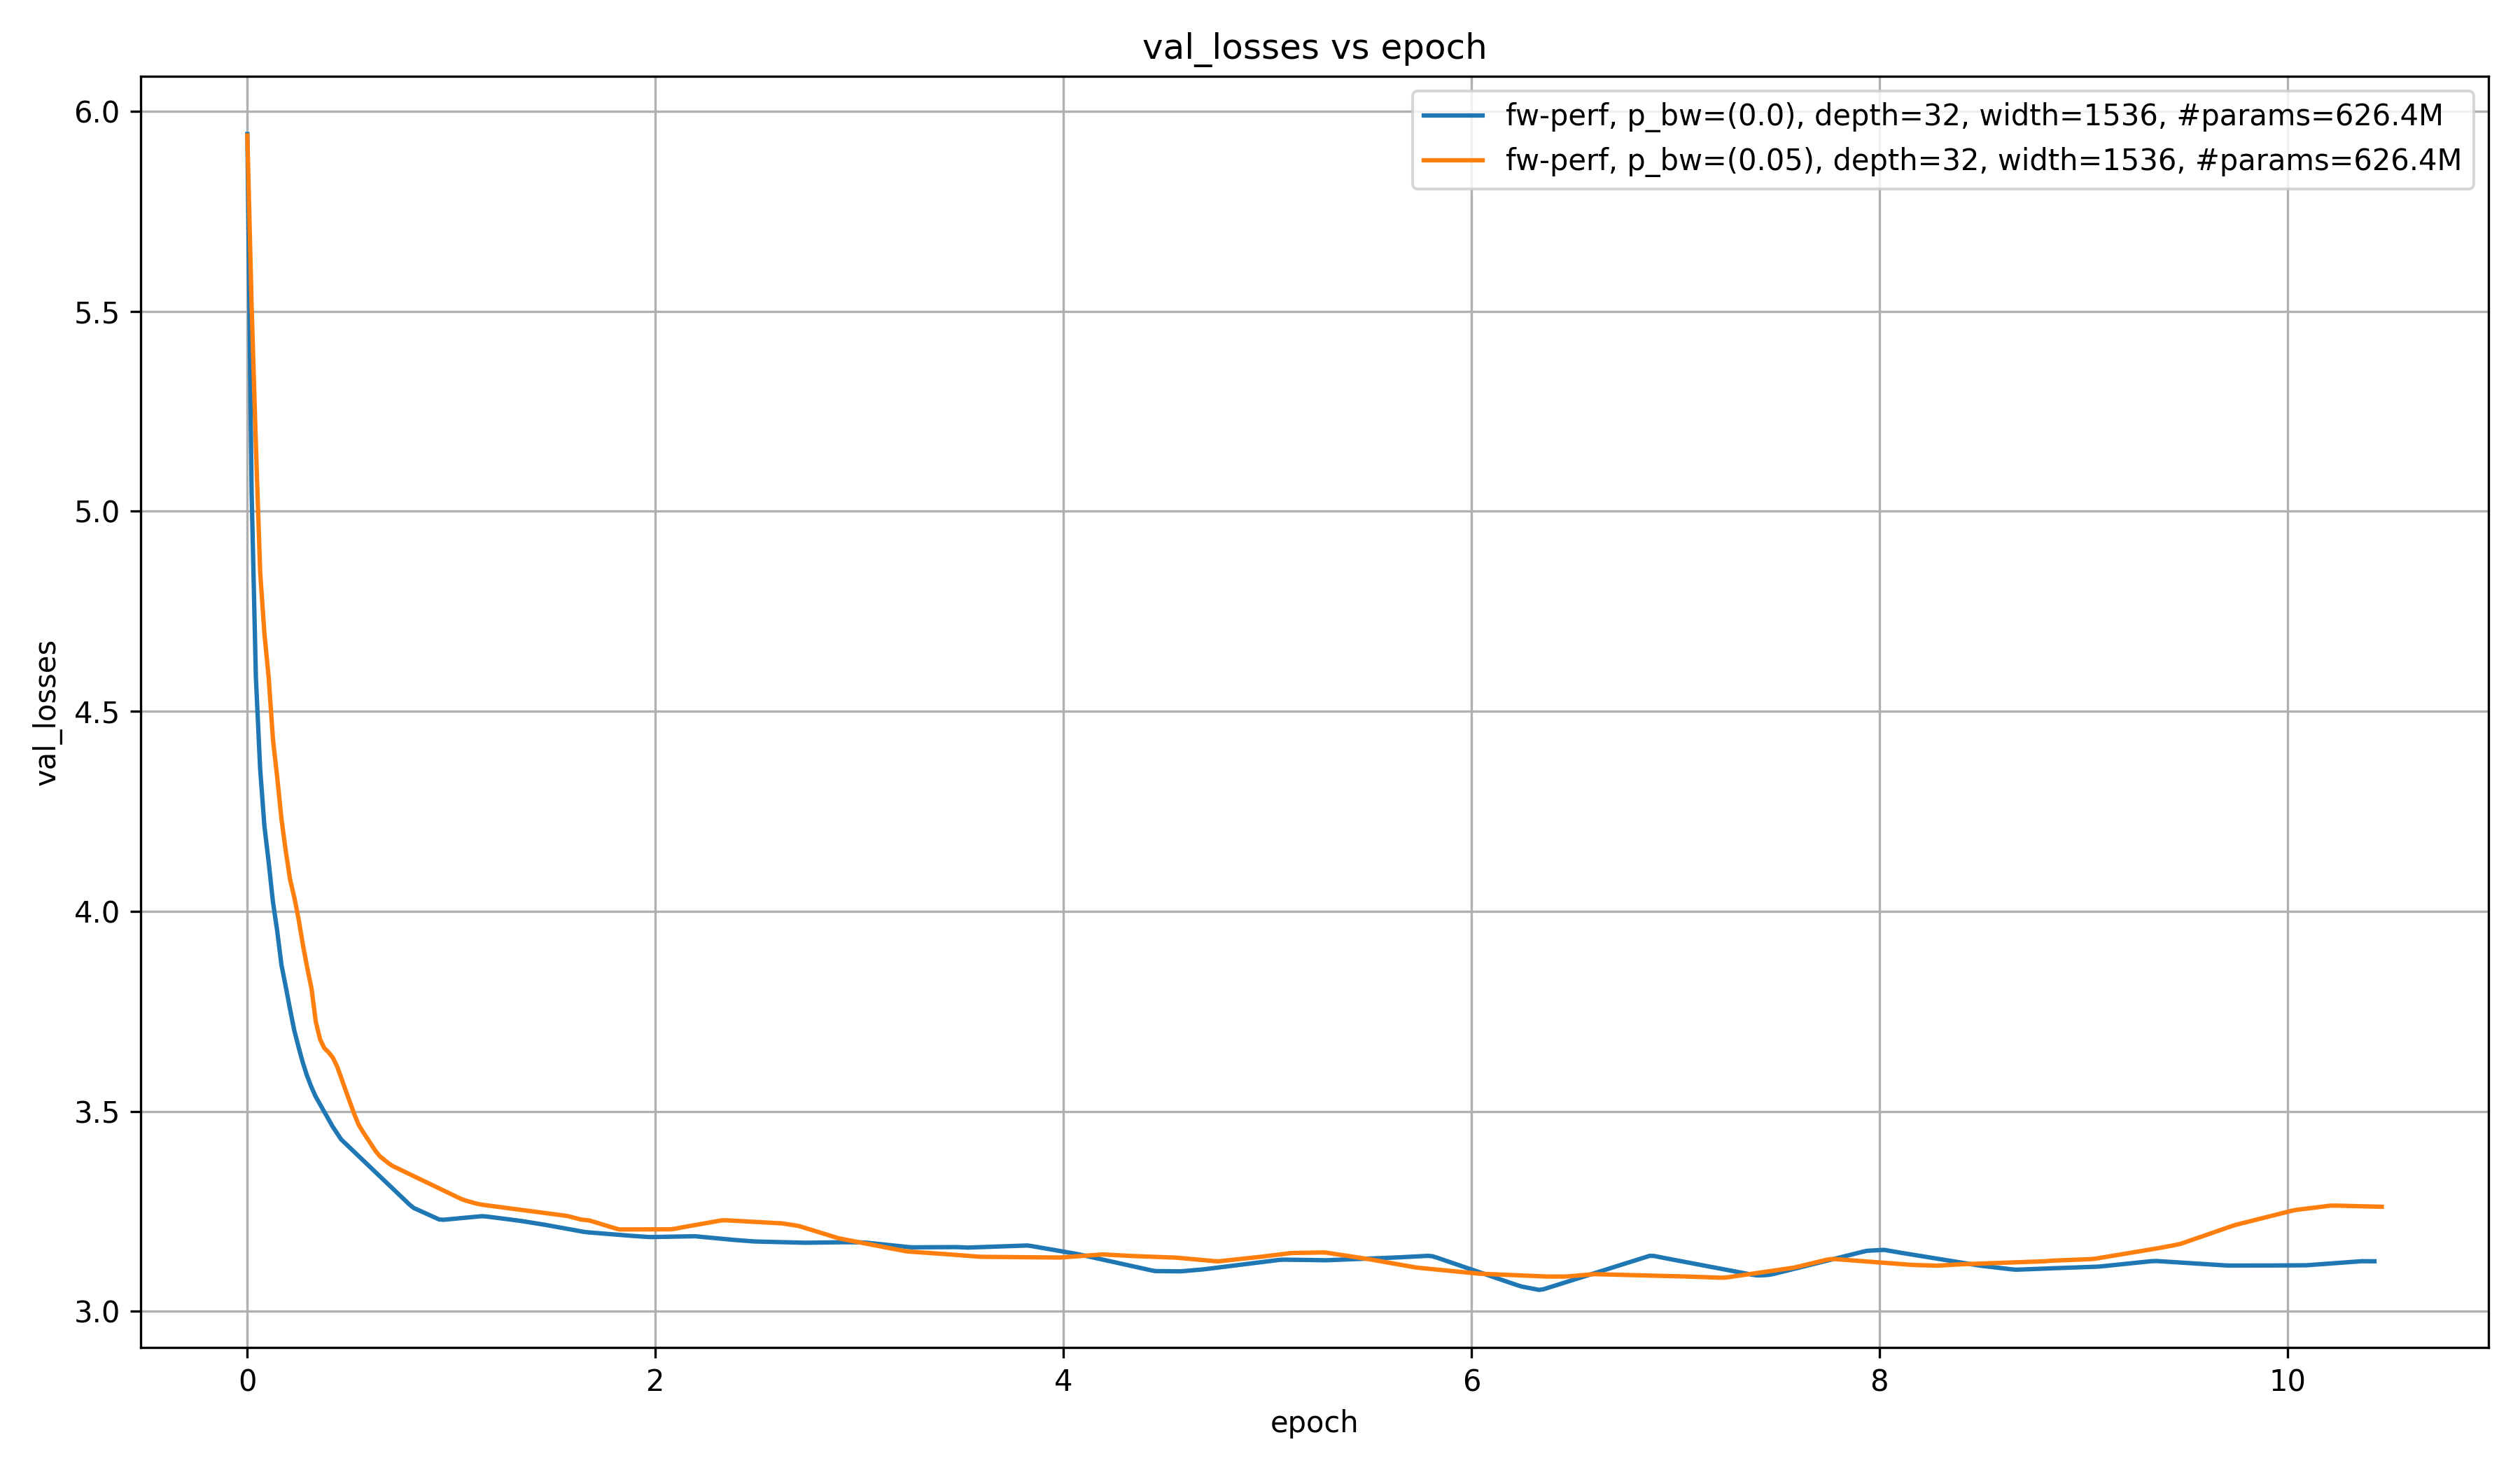 val_losses vs epoch
fw-perf, p_bw=(0.0), depth=32, width=1536, #params=626.4M
fw-perf, p_bw=(0.05), depth=32, width=1536, #params=626.4M
6.0
5.5
5.0
4.5
4.0
3.5
3.0
val_losses
0 2 4 6 8 10
epoch